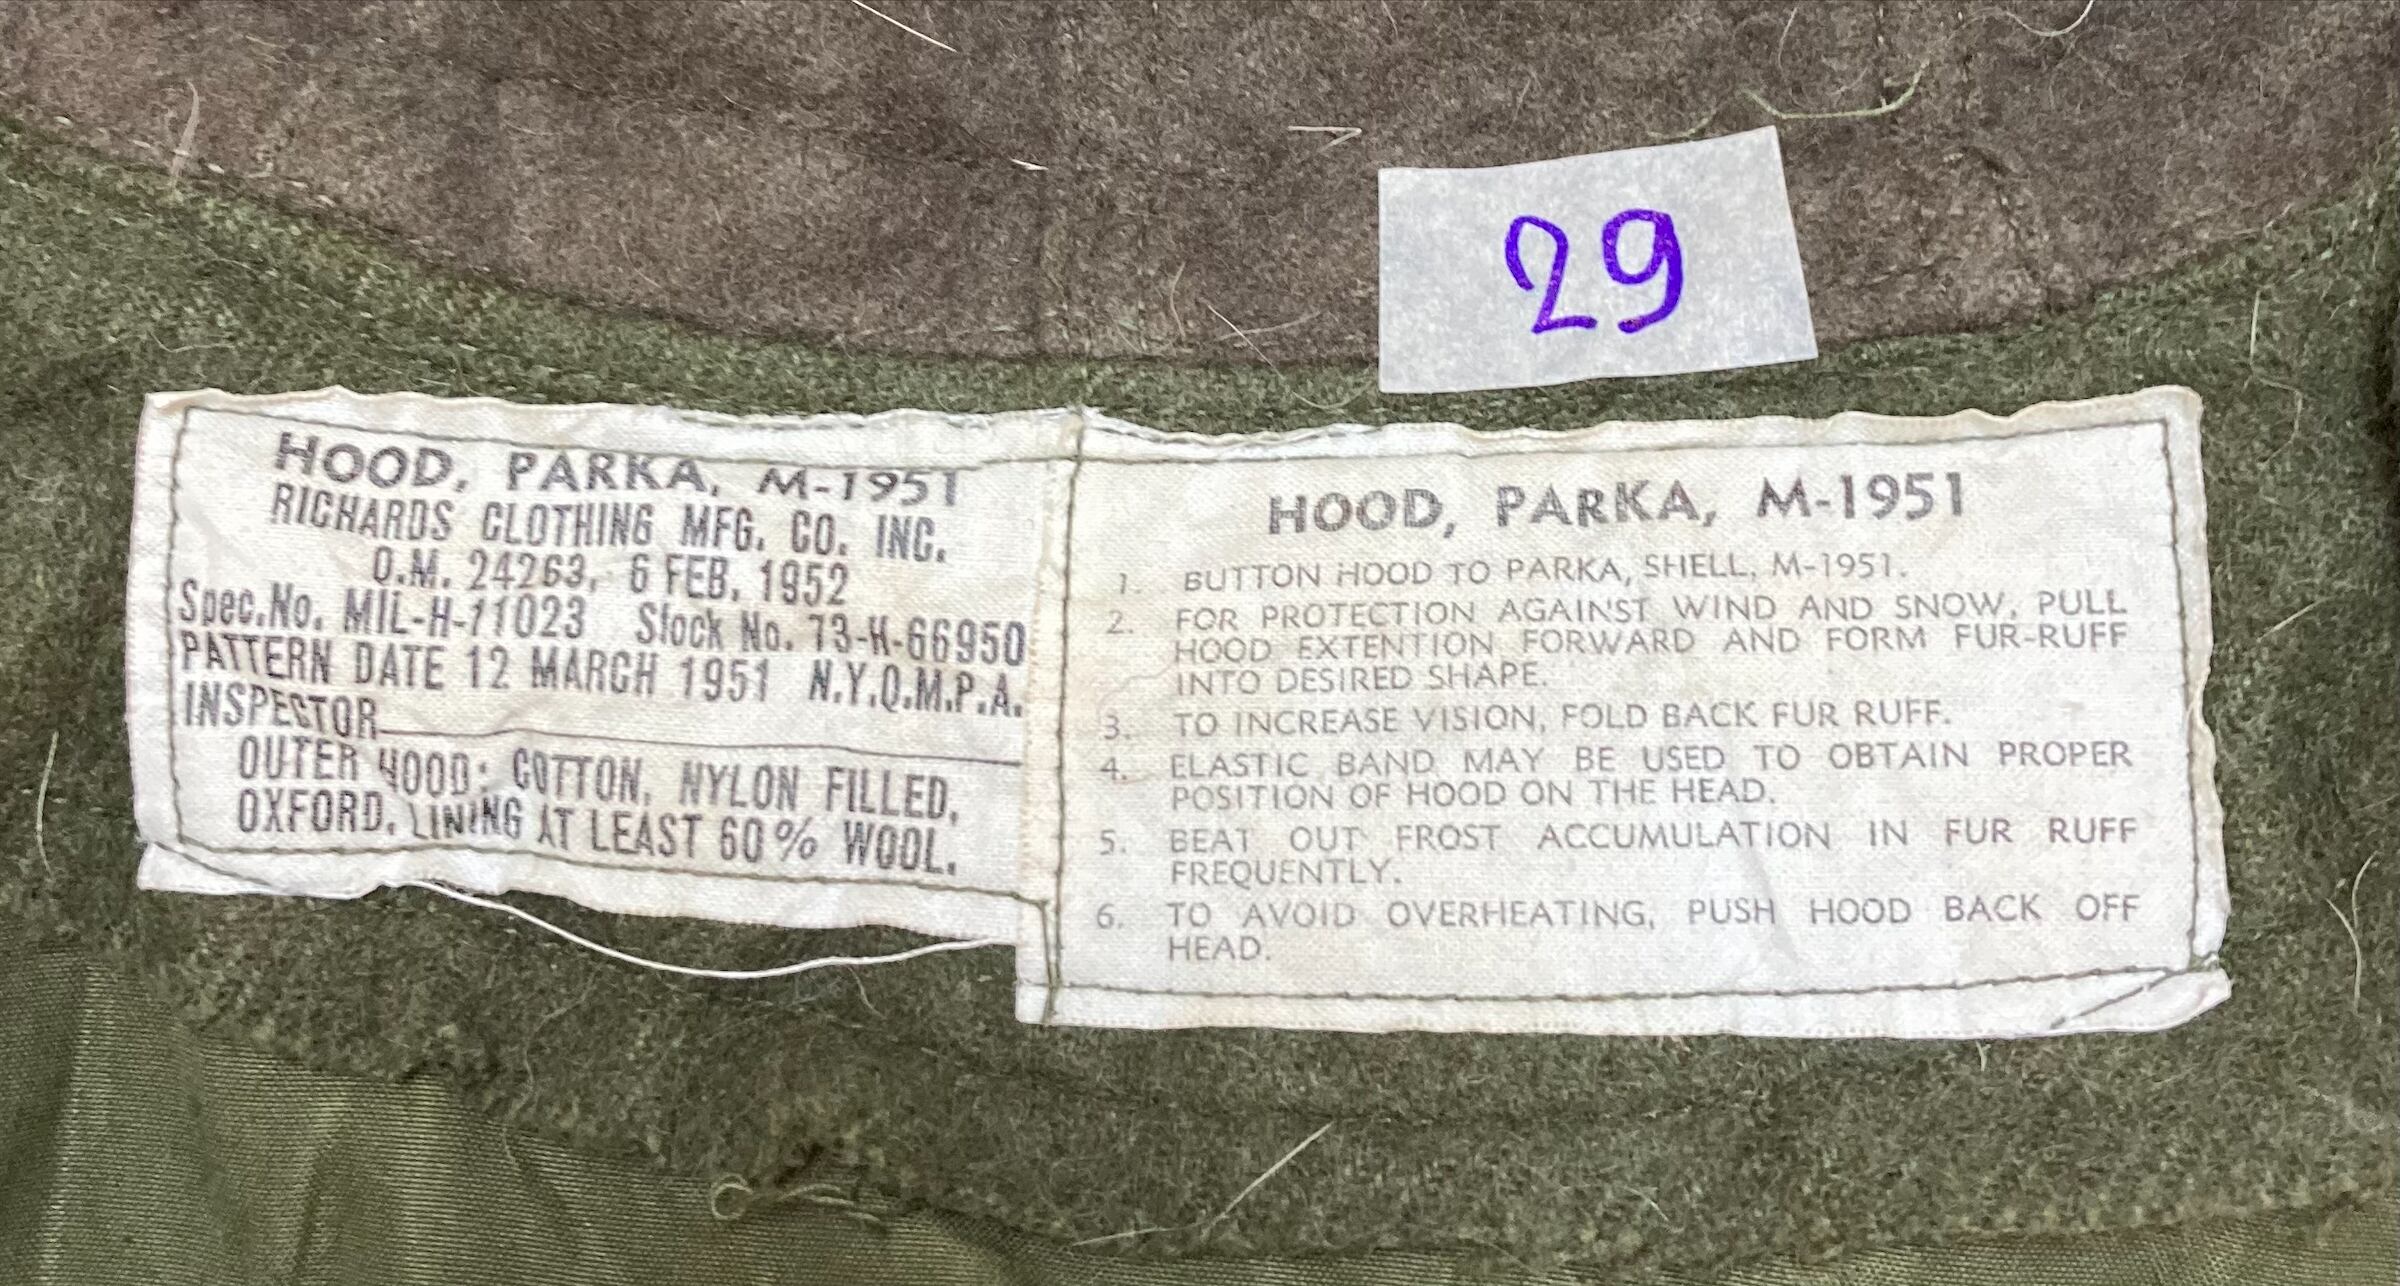 29
HOOD, PARKA, M-1951
RICHARDS CLOTHING MFG. CO. INC.
O.M. 24263, 6 FEB. 1952
Spec.No. MIL-H-11023 Stock No. 73-H-66950
PATTERN DATE 12 MARCH 1951 N.Y.Q.M.P.A.
INSPECTOR
OUTER HOOD: COTTON, NYLON FILLED,
OXFORD. LINING AT LEAST 60% WOOL.
HOOD, PARKA, M-1951
1. BUTTON HOOD TO PARKA, SHELL, M-1951.
2. FOR PROTECTION AGAINST WIND AND SNOW, PULL
HOOD EXTENTION FORWARD AND FORM FUR-RUFF
INTO DESIRED SHAPE.
3. TO INCREASE VISION, FOLD BACK FUR RUFF.
4. ELASTIC BAND MAY BE USED TO OBTAIN PROPER
POSITION OF HOOD ON THE HEAD.
5. BEAT OUT FROST ACCUMULATION IN FUR RUFF
FREQUENTLY.
6. TO AVOID OVERHEATING, PUSH HOOD BACK OFF
HEAD.